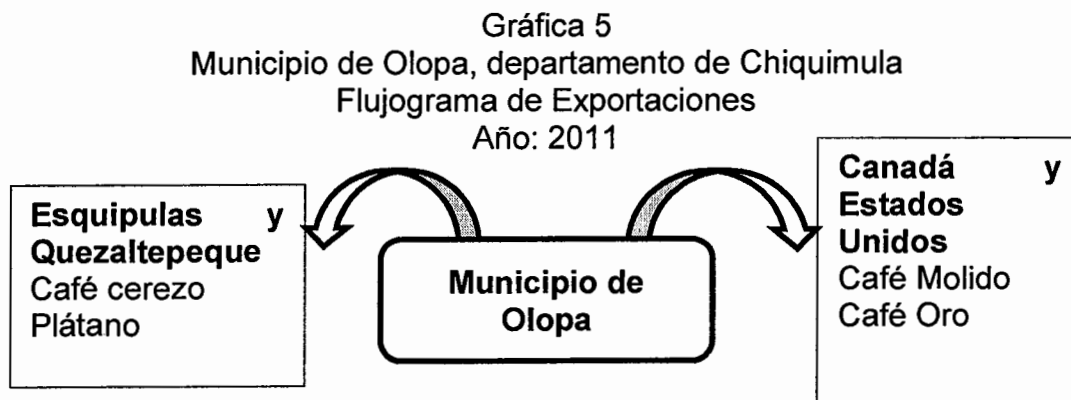 Gráfica 5
Municipio de Olopa, departamento de Chiquimula
Flujograma de Exportaciones
Año: 2011
Esquipulas y
Quezaltepeque
Café cerezo
Plátano
Municipio de
Olopa
Canadá y
Estados
Unidos
Café Molido
Café Oro